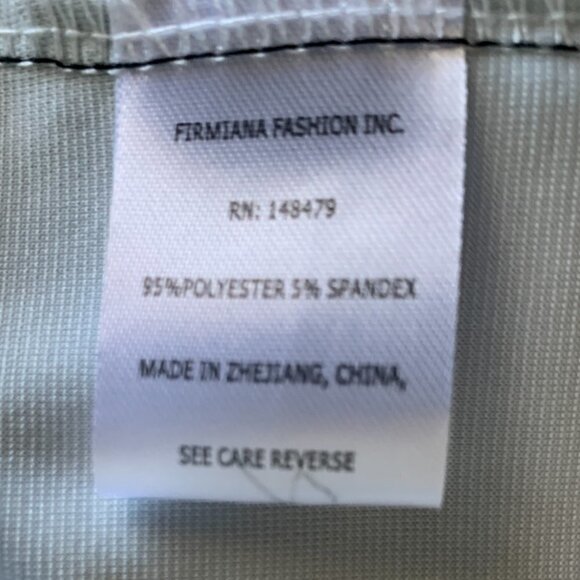 FIRMIANA FASHION INC.
RN: 148479
95%POLYESTER 5% SPANDEX
MADE IN ZHEJIANG, CHINA,
SEE CARE REVERSE